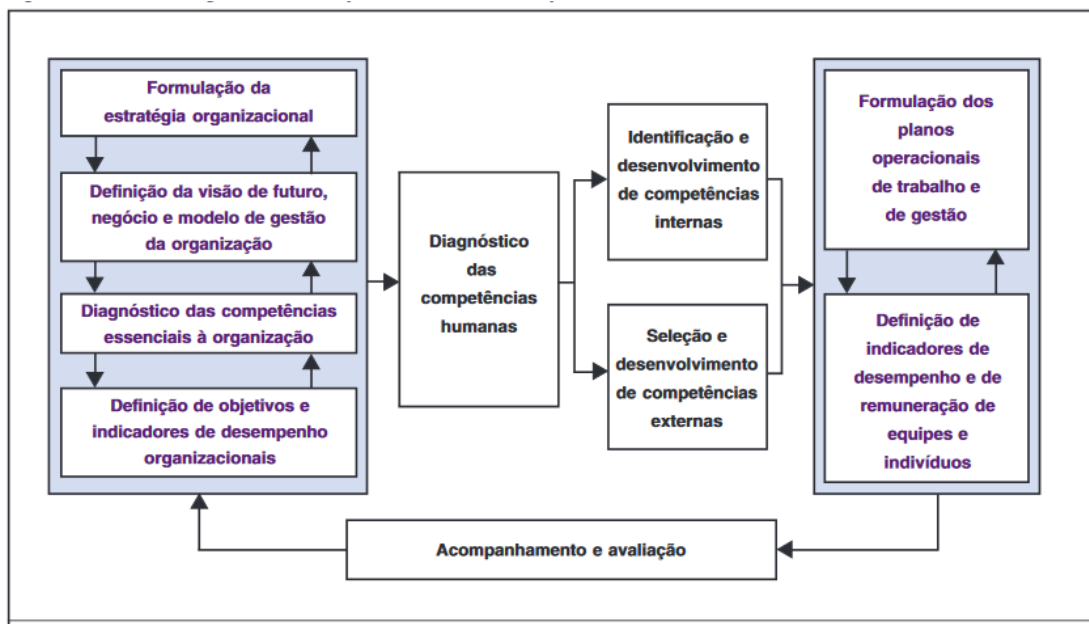 Formulação da
estratégia organizacional
Definição da visão de futuro,
negócio e modelo de gestão
da organização
Diagnóstico das competências
essenciais à organização
Definição de objetivos e
indicadores de desempenho
organizacionais
Diagnóstico
das
competências
humanas
Identificação e
desenvolvimento
de competências
internas
Seleção e
desenvolvimento
de competências
externas
Formulação dos
planos
operacionais
de trabalho e
de gestão
Definição de
indicadores de
desempenho e de
remuneração de
equipes e
indivíduos
Acompanhamento e avaliação